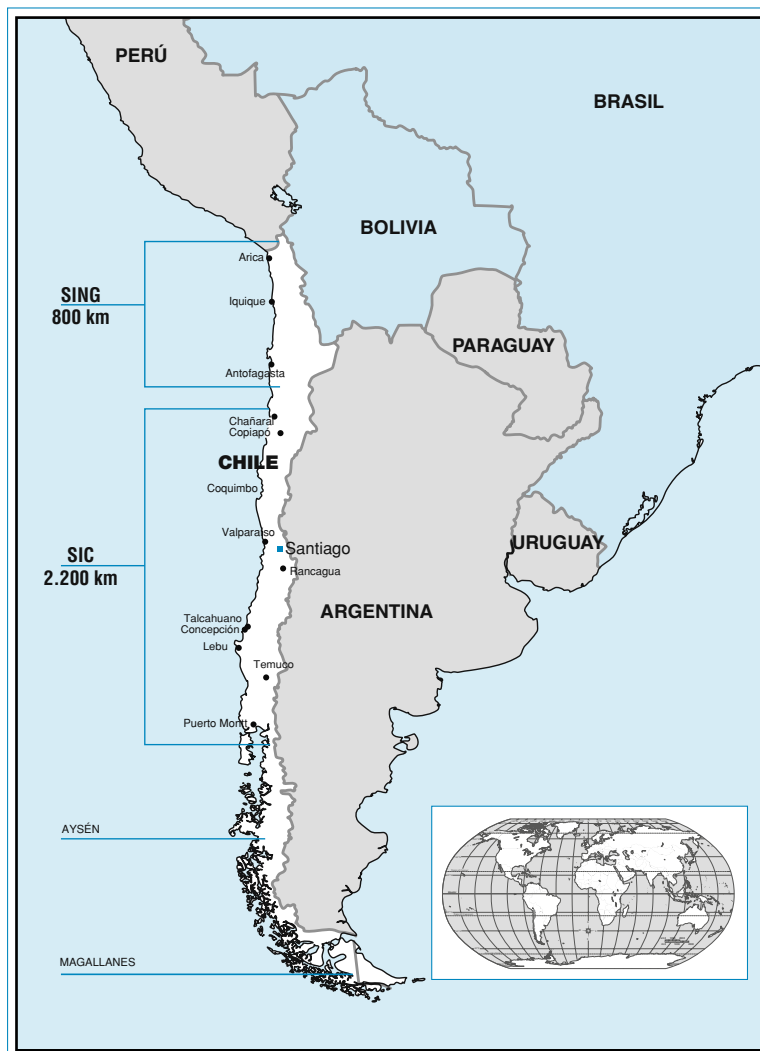 PERÚ
BRASIL
BOLIVIA
Arica
SING
800 km
Iquique
PARAGUAY
Antofagasta
Chañaral
Copiapó
CHILE
Coquimbo
Valparaíso
Santiago
URUGUAY
SIC
2.200 km
Rancagua
ARGENTINA
Talcahuano
Concepción
Lebu
Temuco
Puerto Montt
AYSÉN
MAGALLANES